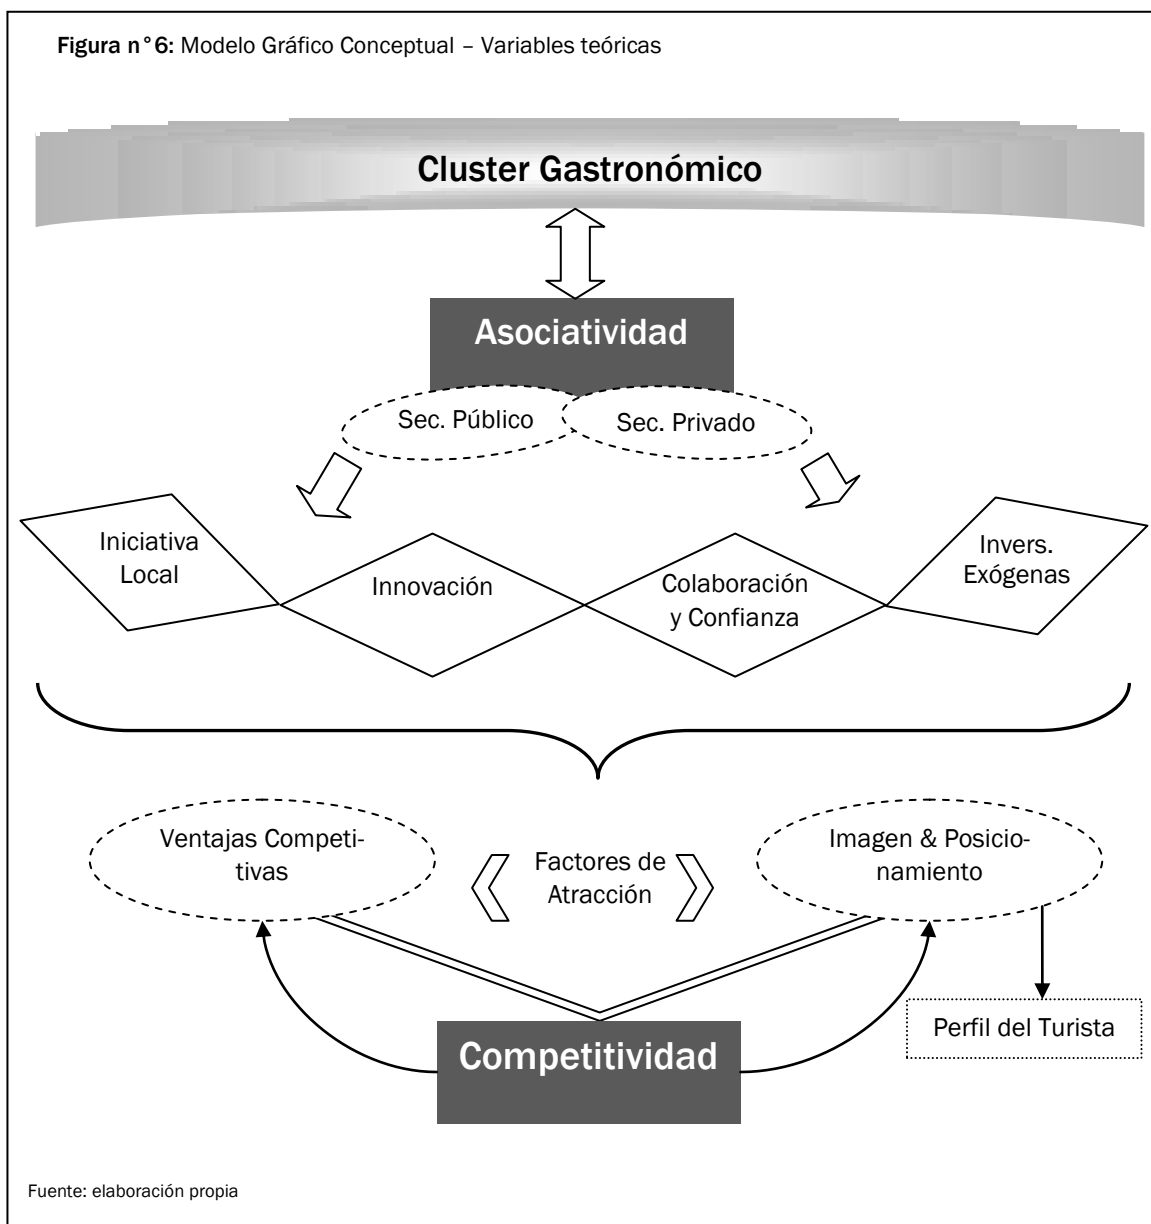 Figura n°6: Modelo Gráfico Conceptual – Variables teóricas
Cluster Gastronómico
Asociatividad
Sec. Público
Sec. Privado
Iniciativa
Local
Innovación
Colaboración
y Confianza
Invers.
Exógenas
Ventajas Competi-
tivas
Factores de
Atracción
Imagen & Posicio-
namiento
Perfil del Turista
Competitividad
Fuente: elaboración propia